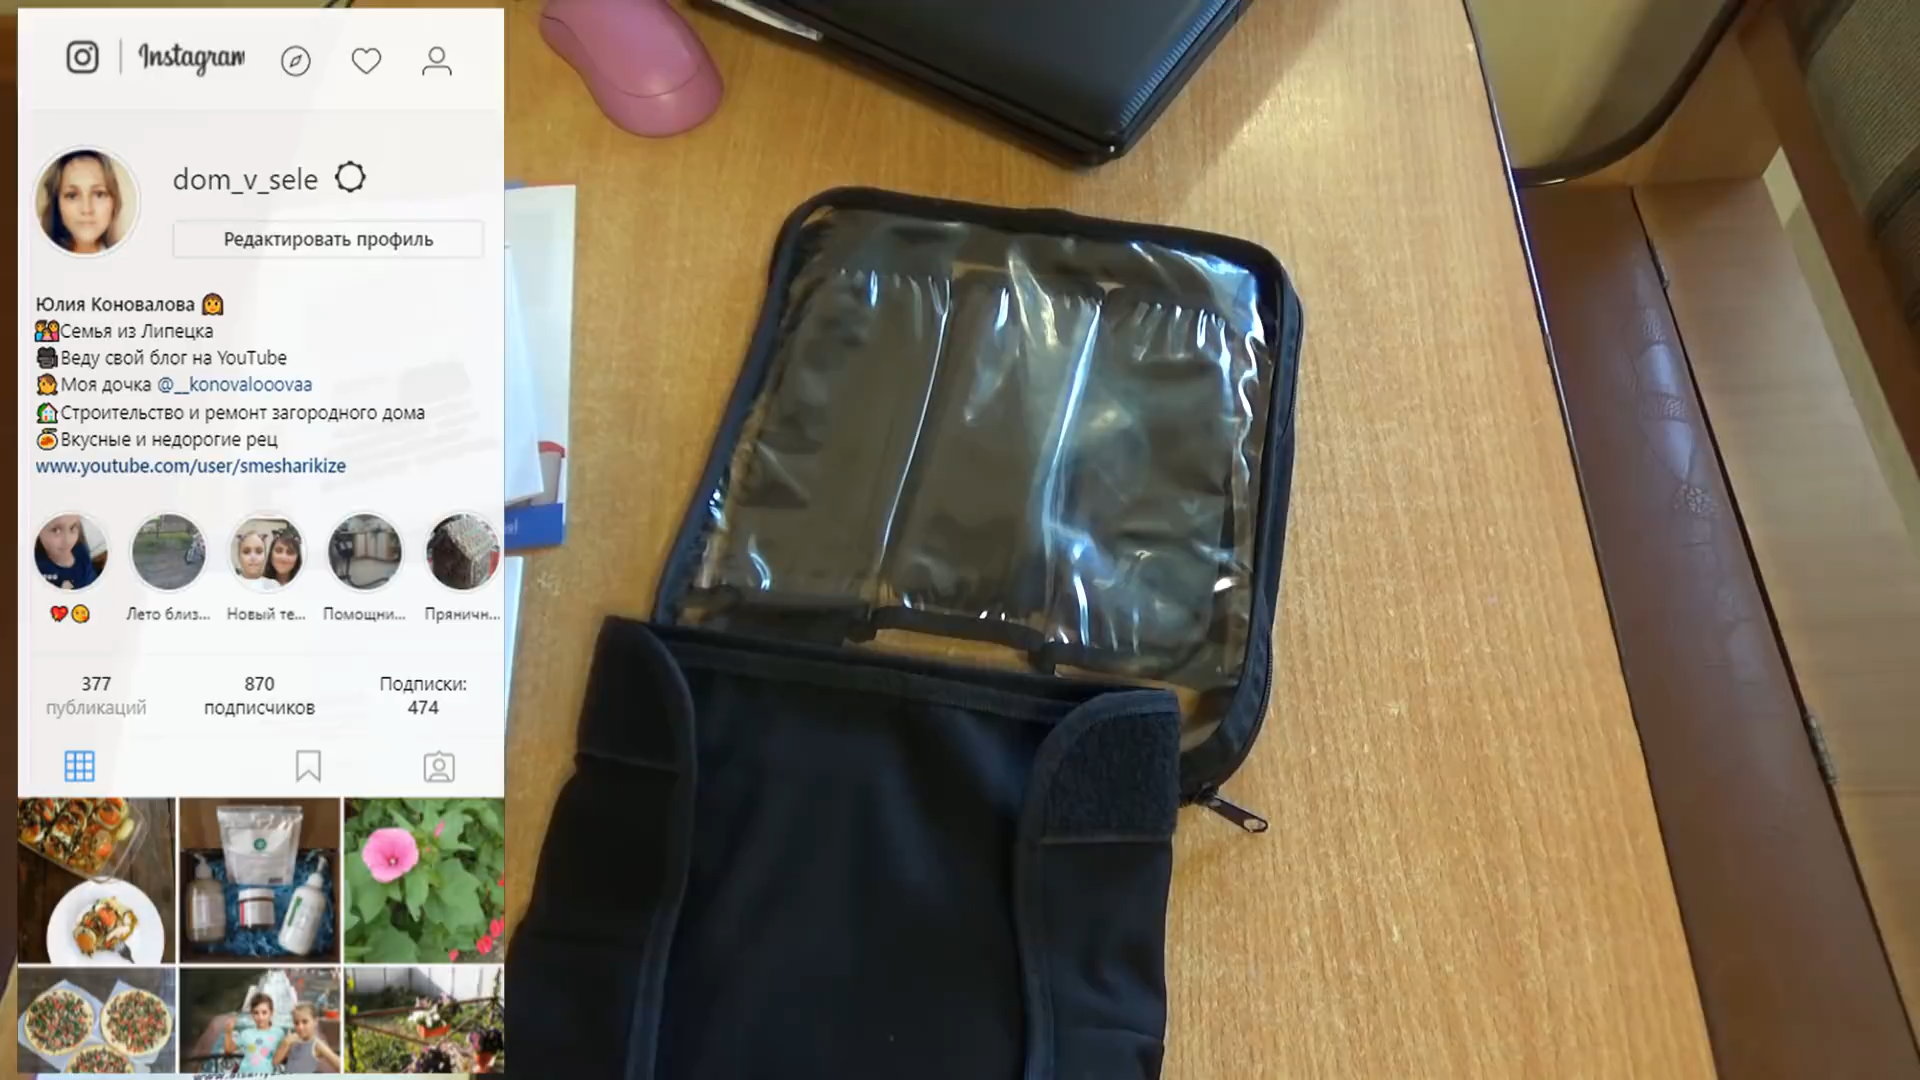 Instagram
dom_v_sele
Редактировать профиль
Юлия Коновалова
Семья из Липецка
Веду свой блог на YouTube
Моя дочка @__konovalooovaa
Строительство и ремонт загородного дома
Вкусные и недорогие рец
www.youtube.com/user/smesharikize
Лето близ... Новый те... Помощни... Прянич...
377 870 Подписки:
публикаций подписчиков 474